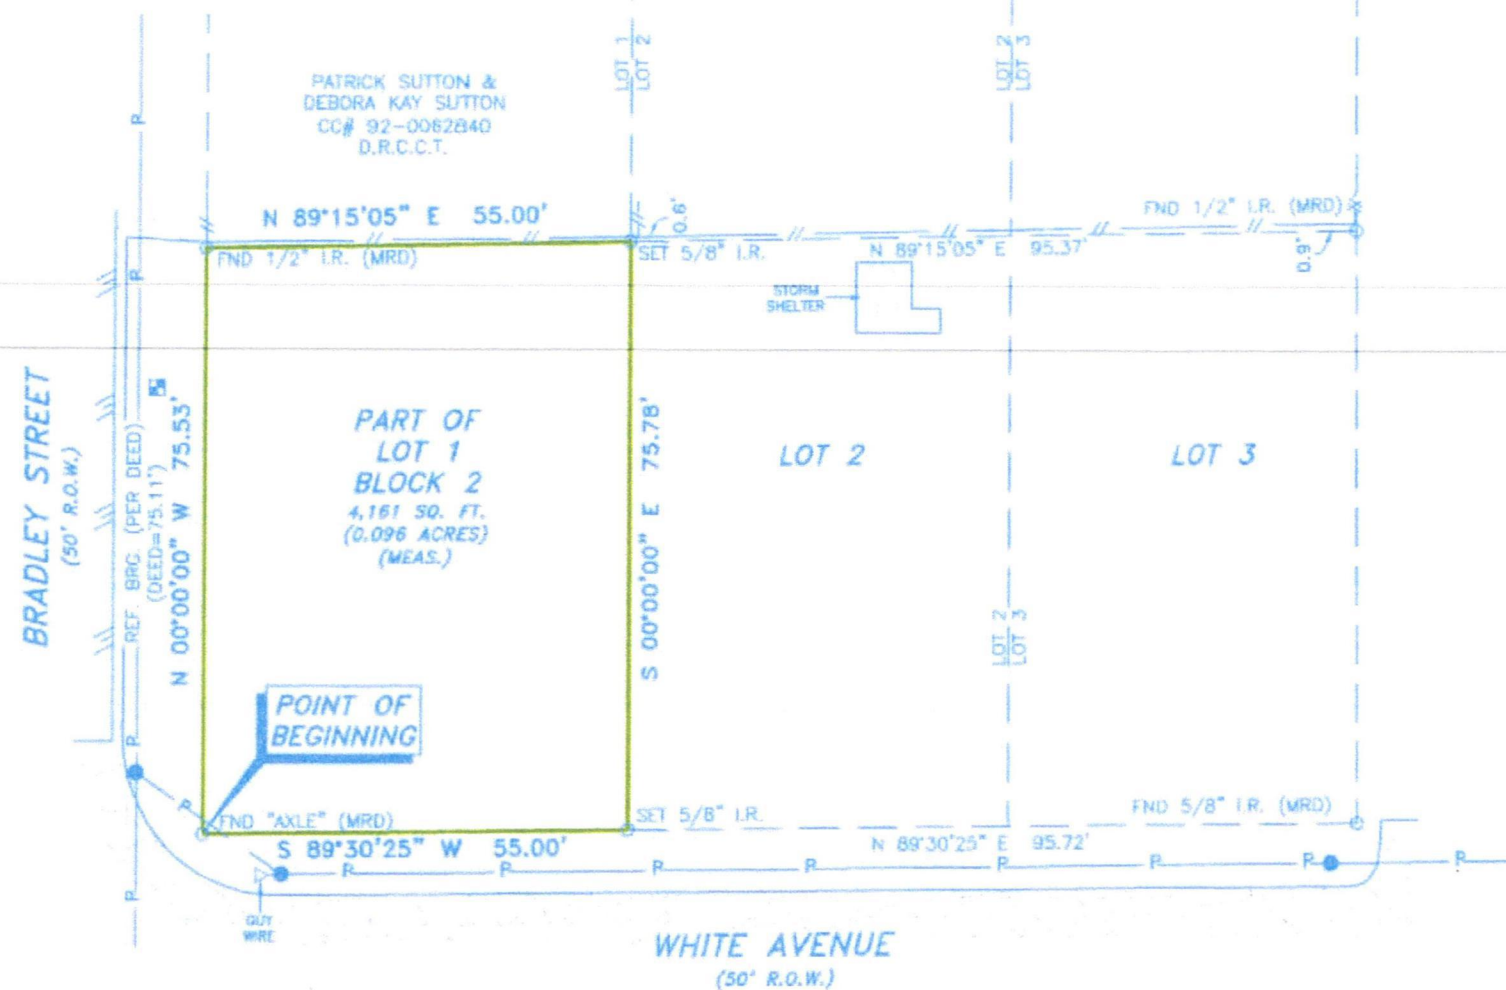 LOT 1
LOT 2
LOT 2
LOT 3
PATRICK SUTTON &
DEBORA KAY SUTTON
CC# 92-0062840
D.R.C.C.T.
P
N 89°15'05" E 55.00'
0.6'
FND 1/2" I.R. (MRD)
FND 1/2" I.R. (MRD)
SET 5/8" I.R.
N 89°15'05" E 95.37'
0.9'
P
STORM
SHELTER
BRADLEY STREET
(50' R.O.W.)
REF. BRG. (PER DEED)
(DEED=75.11')
N 00°00'00" W 75.53'
PART OF
LOT 1
BLOCK 2
4,161 SQ. FT.
(0.096 ACRES)
(MEAS.)
S 00°00'00" E 75.78'
LOT 2
LOT 3
LOT 2
LOT 3
POINT OF
BEGINNING
P
P
FND "AXLE" (MRD)
SET 5/8" I.R.
FND 5/8" I.R. (MRD)
S 89°30'25" W 55.00'
N 89°30'25" E 95.72'
P P P P P P P P
P
GUY
WIRE
WHITE AVENUE
(50' R.O.W.)